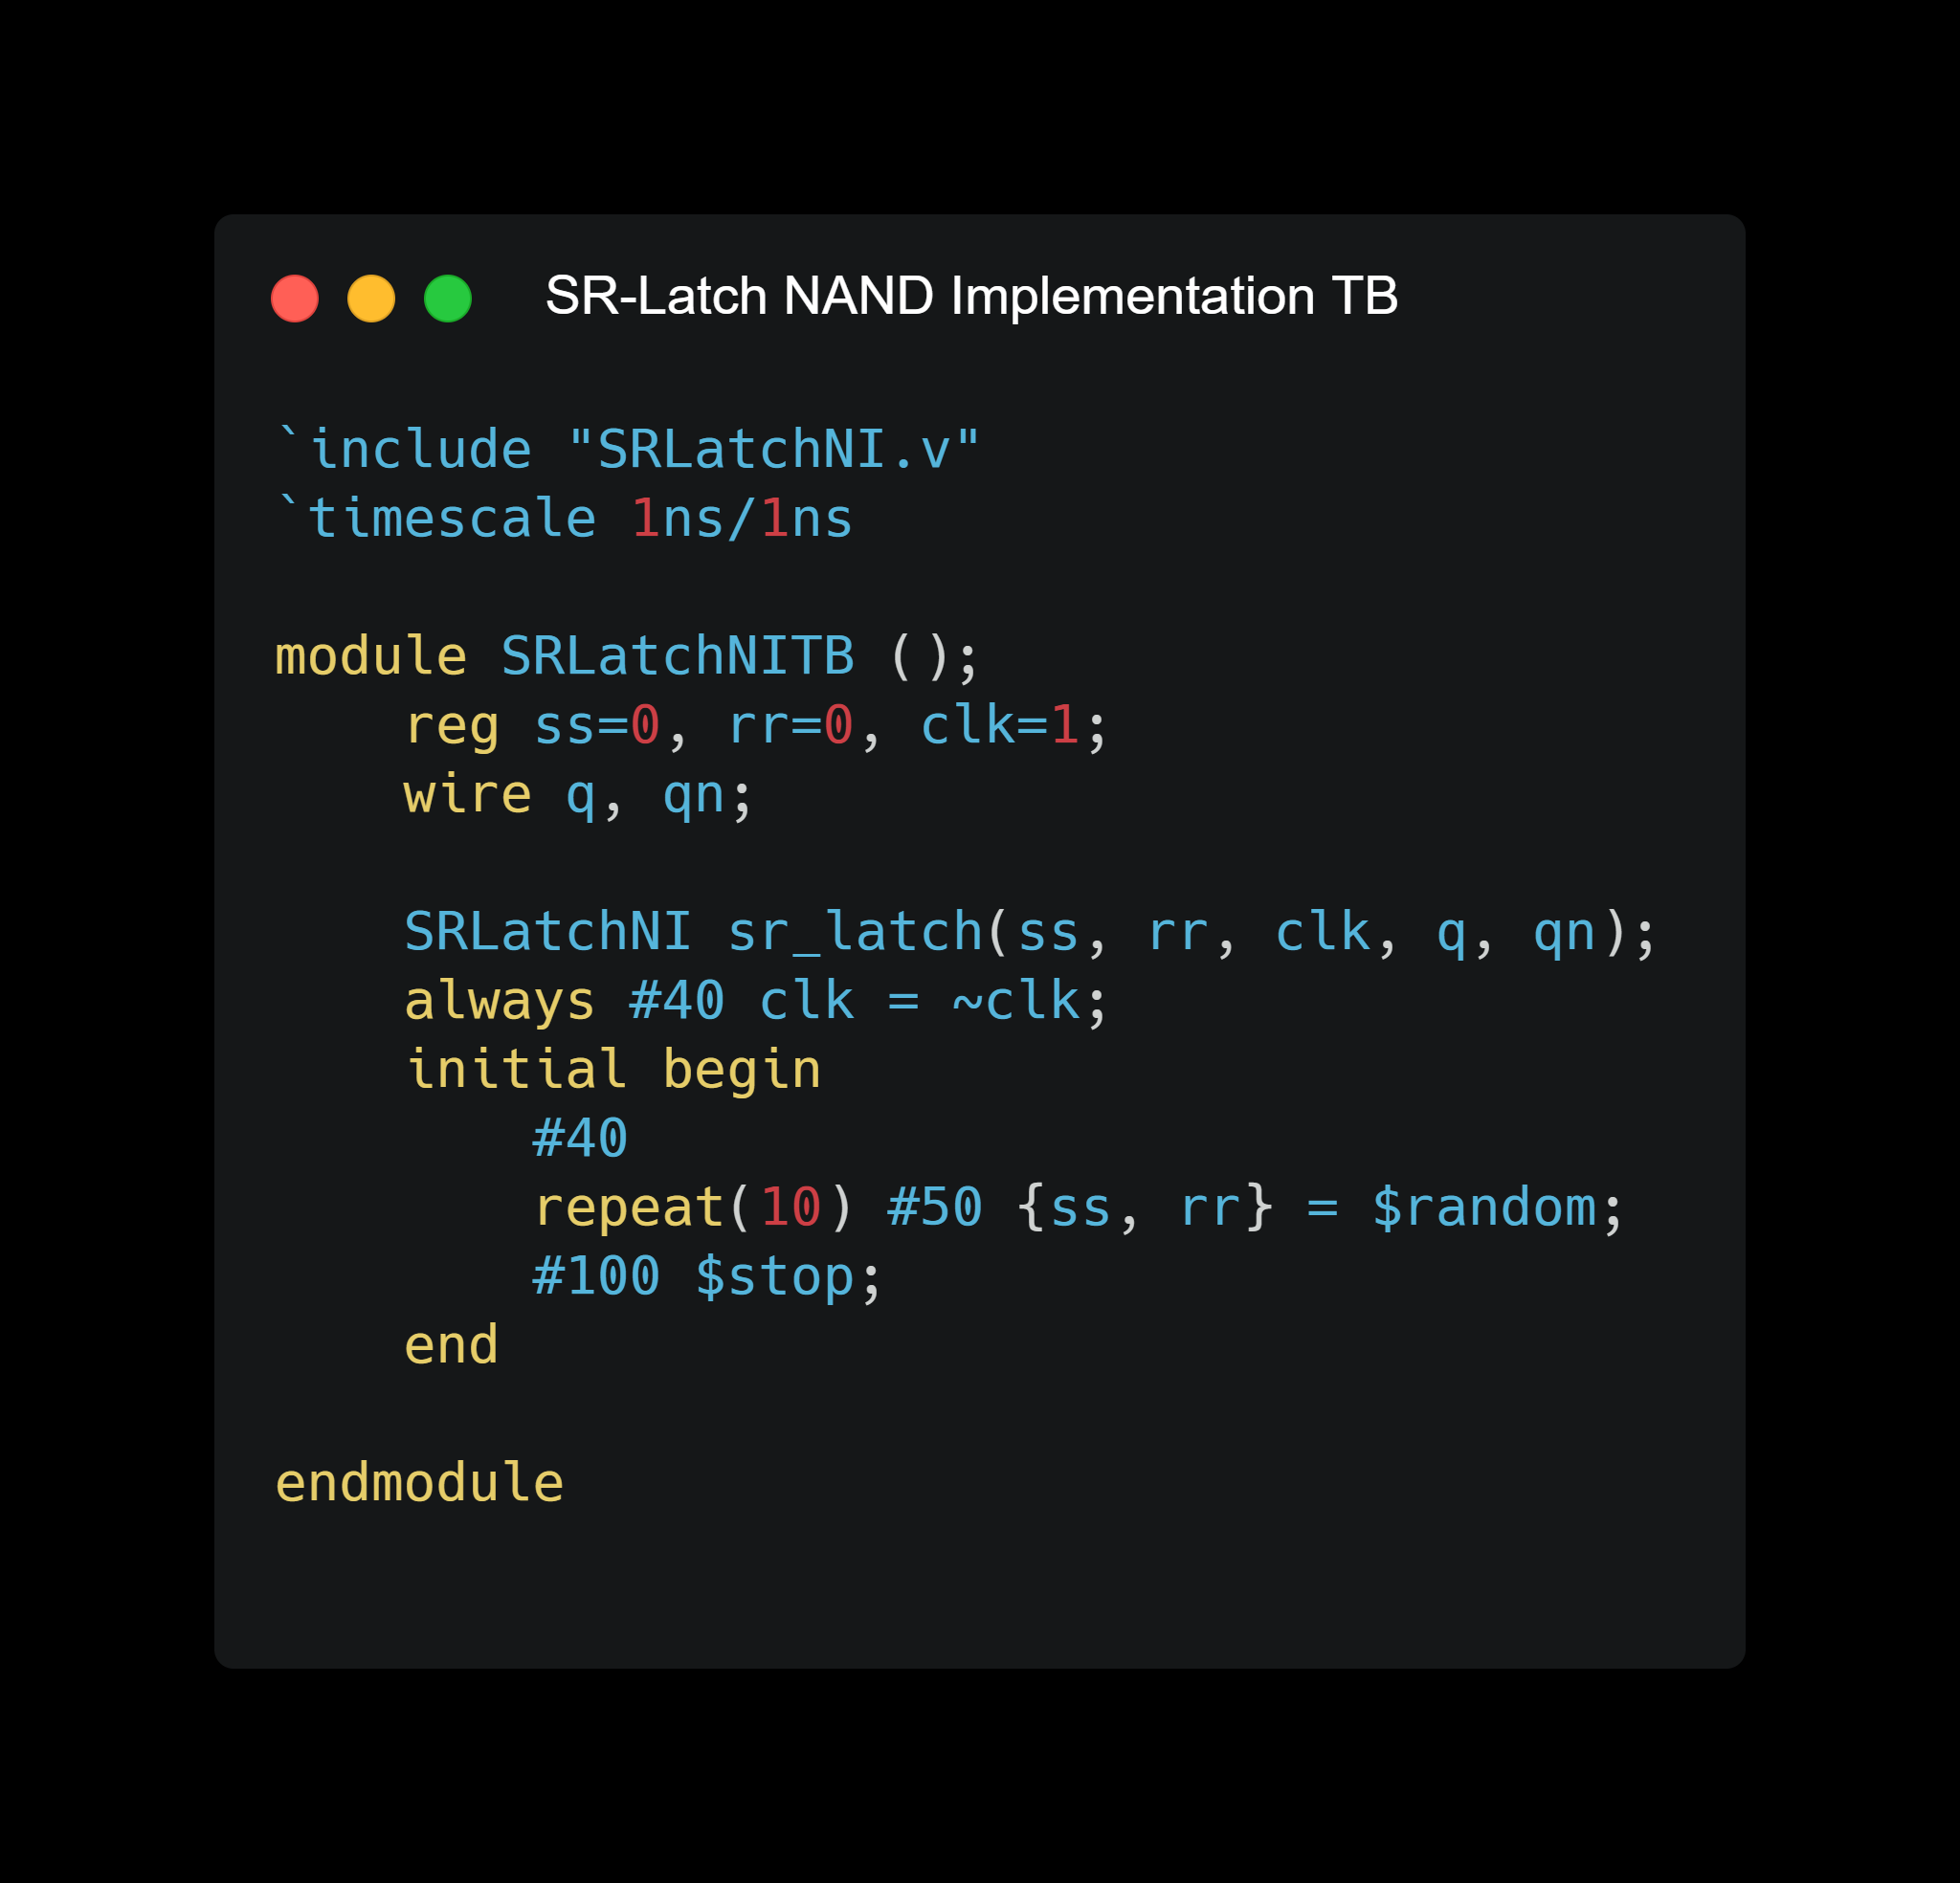 SR-Latch NAND Implementation TB
`include "SRLatchNI.v"
`timescale 1ns/1ns
module SRLatchNITB ();
    reg ss=0, rr=0, clk=1;
    wire q, qn;
    SRLatchNI sr_latch(ss, rr, clk, q, qn);
    always #40 clk = ~clk;
    initial begin
        #40
        repeat(10) #50 {ss, rr} = $random;
        #100 $stop;
    end
endmodule